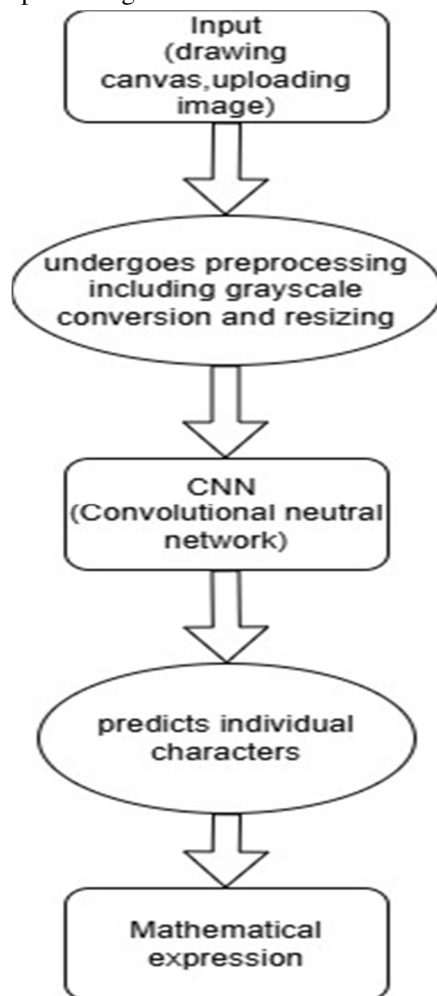 Input
(drawing
canvas,uploading
image)
undergoes preprocessing
including grayscale
conversion and resizing
CNN
(Convolutional neutral
network)
predicts individual
characters
Mathematical
expression